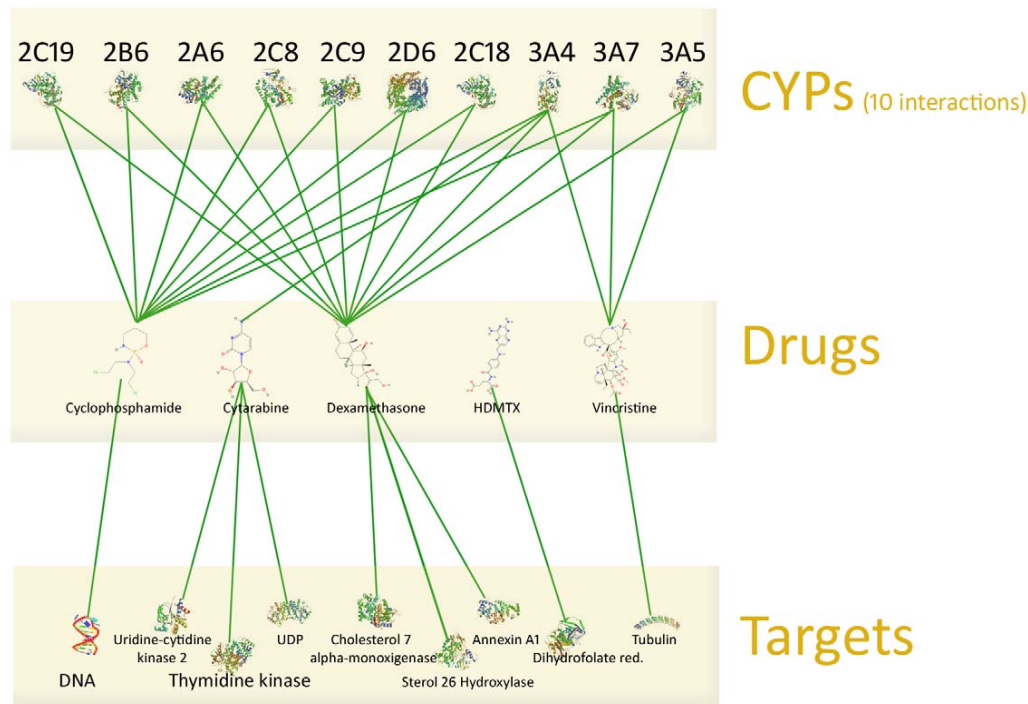 2C19 2B6 2A6 2C8 2C9 2D6 2C18 3A4 3A7 3A5
CYPs (10 interactions)
Drugs
Cyclophosphamide Cytarabine Dexamethasone HDMTX Vincristine
Uridine-cytidine UDP Cholesterol 7 Annexin A1 Tubulin
kinase 2 alpha-monoxigenase Dihydrofolate red.
DNA Thymidine kinase Sterol 26 Hydroxylase
Targets